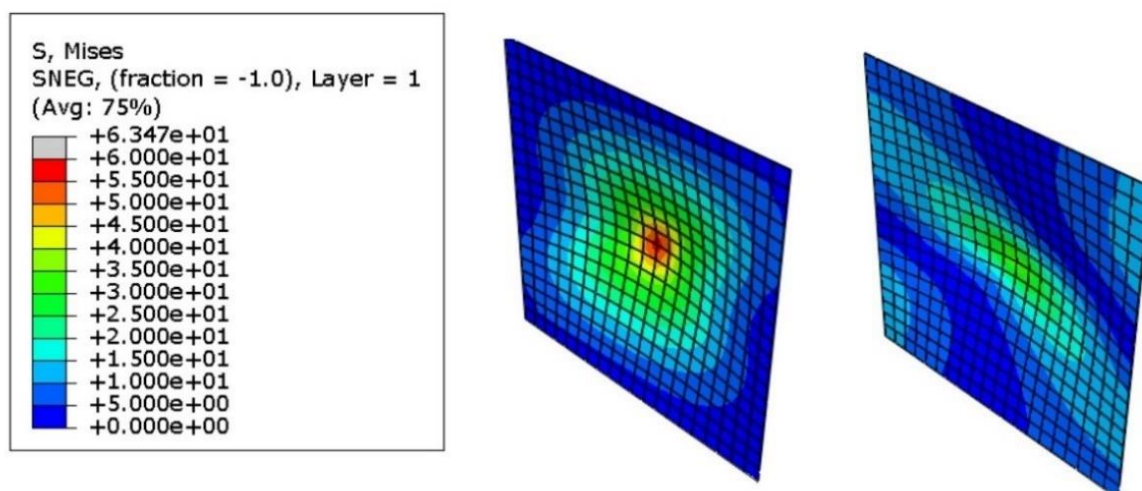 S, Mises
SNEG, (fraction = -1.0), Layer = 1
(Avg: 75%)
+6.347e+01
+6.000e+01
+5.500e+01
+5.000e+01
+4.500e+01
+4.000e+01
+3.500e+01
+3.000e+01
+2.500e+01
+2.000e+01
+1.500e+01
+1.000e+01
+5.000e+00
+0.000e+00